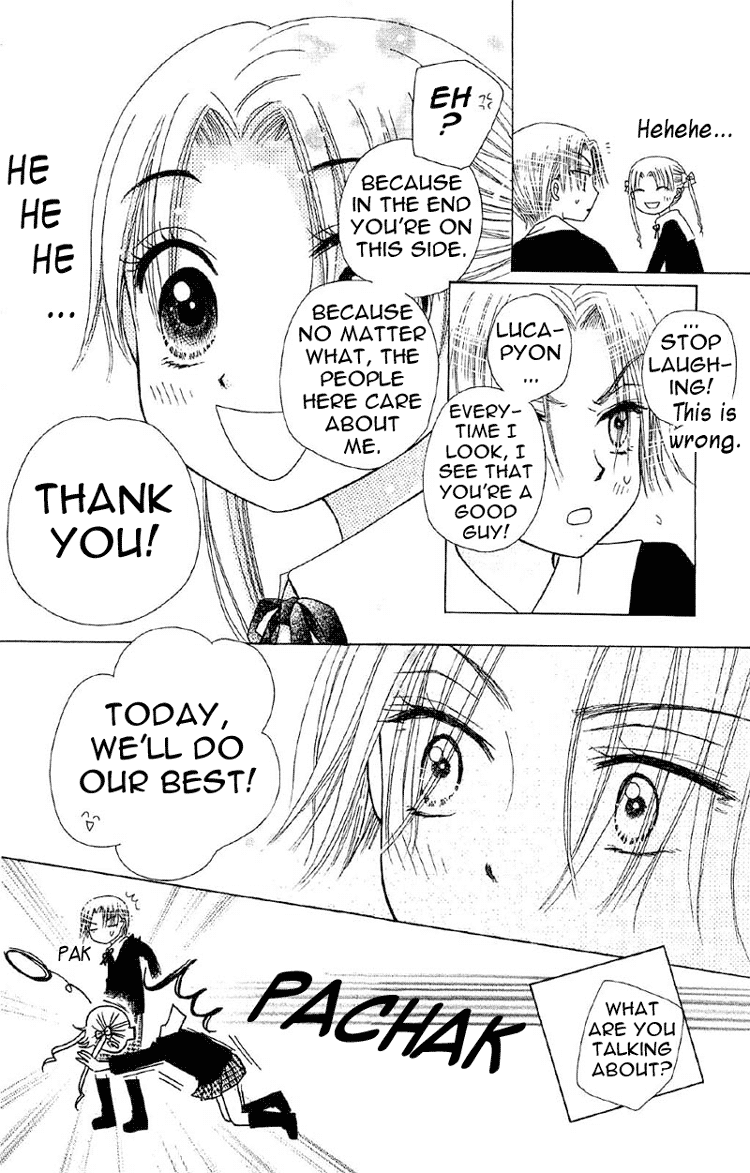 Hehehe...
...
STOP
LAUGH-
ING!
This is
wrong.
LUCA-
PYON
...
EVERY-
TIME I
LOOK, I
SEE THAT
YOU'RE A
GOOD
GUY!
EH
?
BECAUSE
IN THE END
YOU'RE ON
THIS SIDE.
BECAUSE
NO MATTER
WHAT, THE
PEOPLE
HERE CARE
ABOUT
ME.
HE
HE
HE
...
THANK
YOU!
TODAY,
WE'LL DO
OUR BEST!
WHAT
ARE YOU
TALKING
ABOUT?
PACHAK
PAK